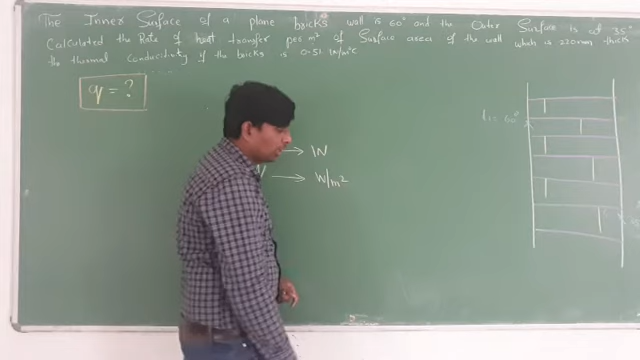 The Inner Surface of a plane bricks wall is 60° and the Outer Surface is at 35°
Calculated the Rate of heat transfer per m² of Surface area of the wall which is 220mm thick
the thermal conductivity of the bricks is 0.51 W/m°C
q = ?
→ W
→ W/m²
t₁ = 60°